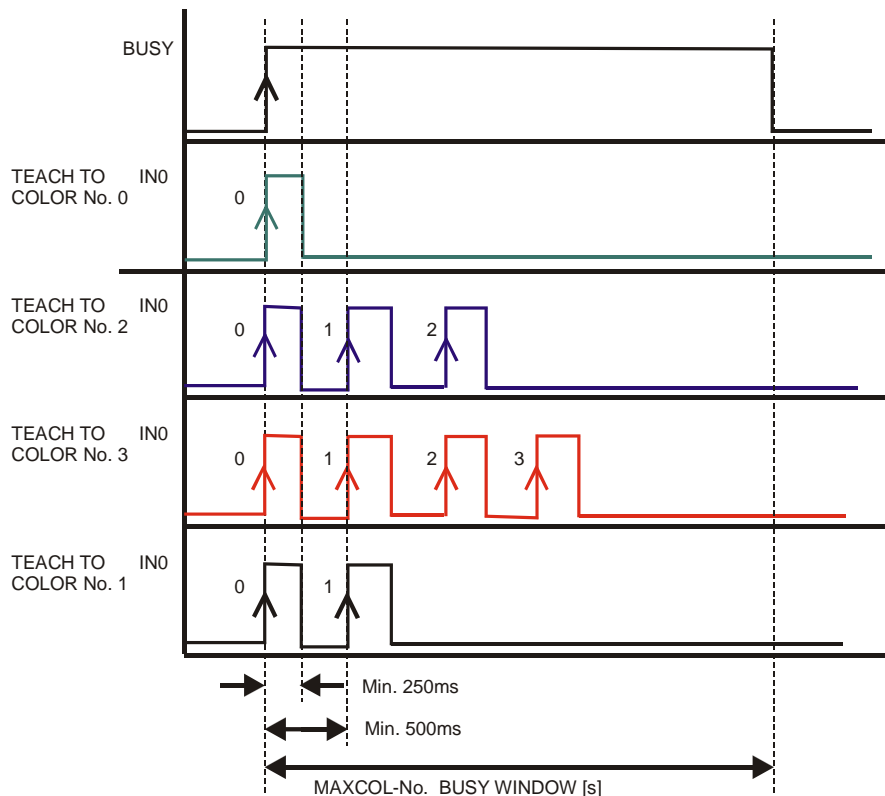 BUSY
TEACH TO IN0
COLOR No. 0
0
TEACH TO IN0
COLOR No. 2
0 1 2
TEACH TO IN0
COLOR No. 3
0 1 2 3
TEACH TO IN0
COLOR No. 1
0 1
Min. 250ms
Min. 500ms
MAXCOL-No. BUSY WINDOW [s]